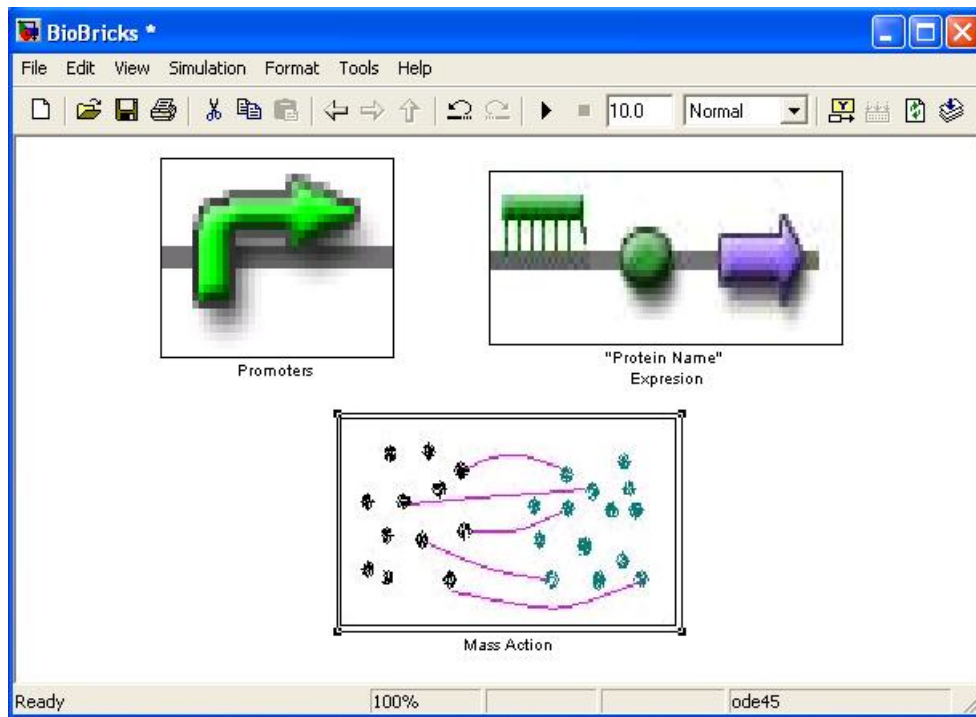 BioBricks *
File Edit View Simulation Format Tools Help
10.0 Normal
Promoters
"Protein Name"
Expresion
Mass Action
Ready 100% ode45